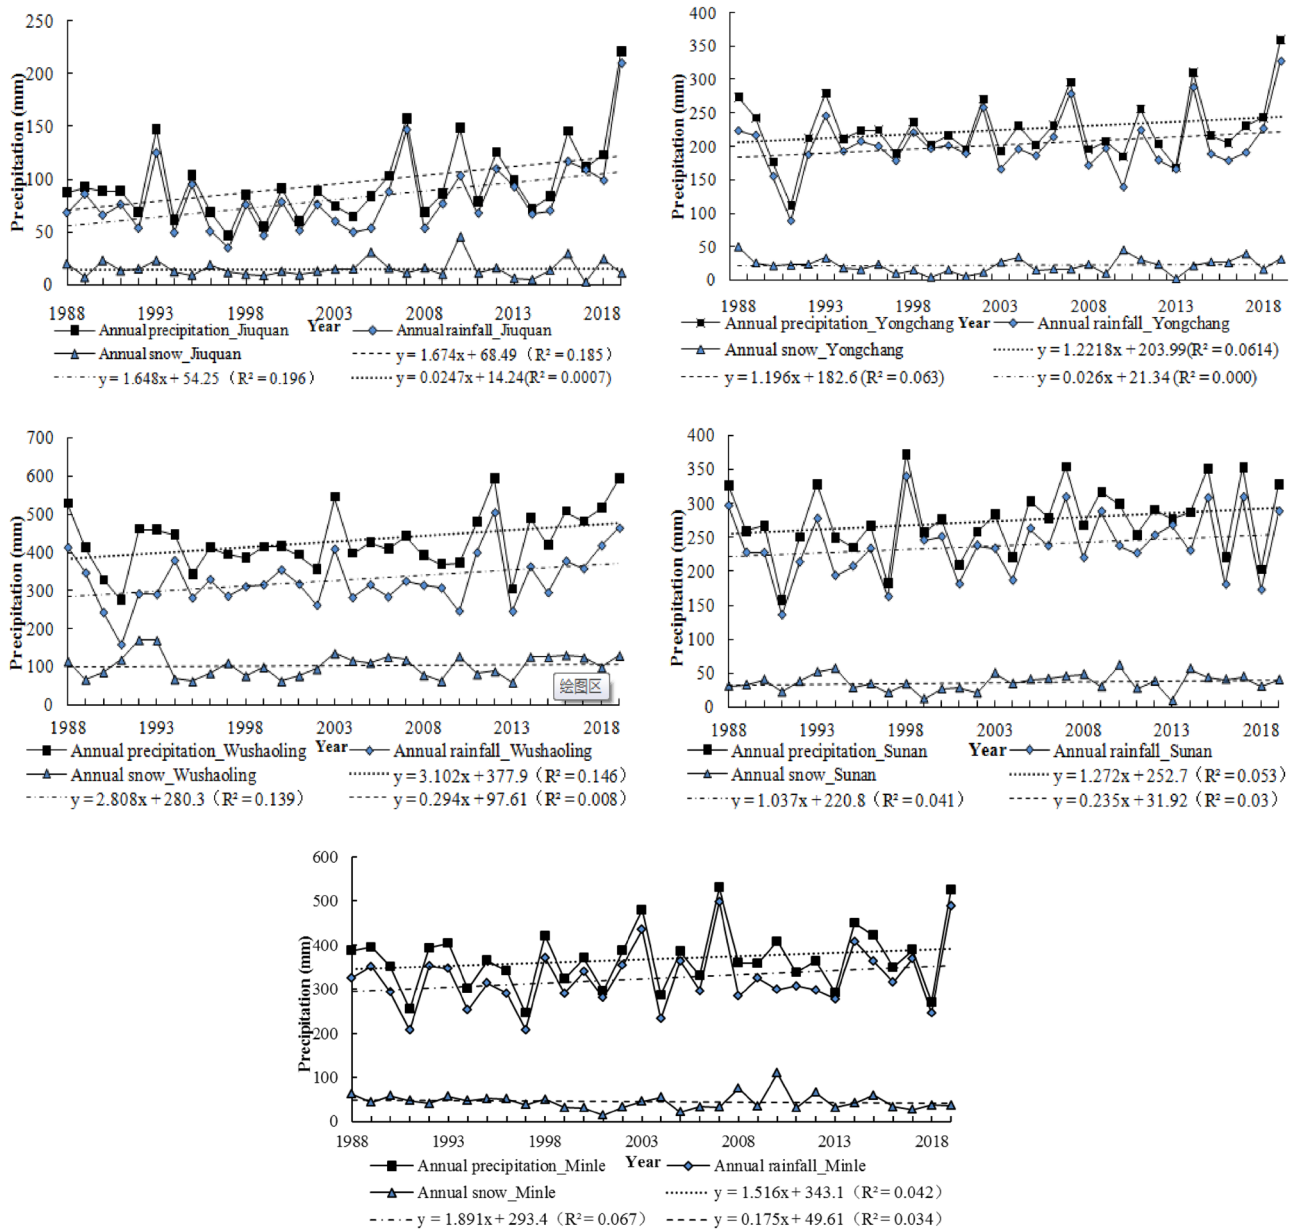 Precipitation (mm)
250
200
150
100
50
0
1988 1993 1998 2003 2008 2013 2018
Year
Annual precipitation_Jiuquan
Annual rainfall_Jiuquan
Annual snow_Jiuquan
y = 1.674x + 68.49 (R² = 0.185)
y = 1.648x + 54.25 (R² = 0.196)
y = 0.0247x + 14.24(R² = 0.0007)
Precipitation (mm)
400
350
300
250
200
150
100
50
0
1988 1993 1998 2003 2008 2013 2018
Annual precipitation_Yongchang
Year
Annual rainfall_Yongchang
Annual snow_Yongchang
y = 1.2218x + 203.99(R² = 0.0614)
y = 1.196x + 182.6 (R² = 0.063)
y = 0.026x + 21.34 (R² = 0.000)
Precipitation (mm)
700
600
500
400
300
200
100
0
绘图区
1988 1993 1998 2003 2008 2013 2018
Annual precipitation_Wushaoling
Year
Annual rainfall_Wushaoling
Annual snow_Wushaoling
y = 3.102x + 377.9（R² = 0.146)
y = 2.808x + 280.3（R² = 0.139)
y = 0.294x + 97.61（R² = 0.008)
Precipitation (mm)
400
350
300
250
200
150
100
50
0
1988 1993 1998 2003 2008 2013 2018
Annual precipitation_Sunan
Year
Annual rainfall_Sunan
Annual snow_Sunan
y = 1.272x + 252.7（R² = 0.053)
y = 1.037x + 220.8（R² = 0.041)
y = 0.235x + 31.92（R² = 0.03)
Precipitation (mm)
600
500
400
300
200
100
0
1988 1993 1998 2003 2008 2013 2018
Annual precipitation_Minle
Year
Annual rainfall_Minle
Annual snow_Minle
y = 1.516x + 343.1（R² = 0.042)
y = 1.891x + 293.4（R² = 0.067)
y = 0.175x + 49.61（R² = 0.034)